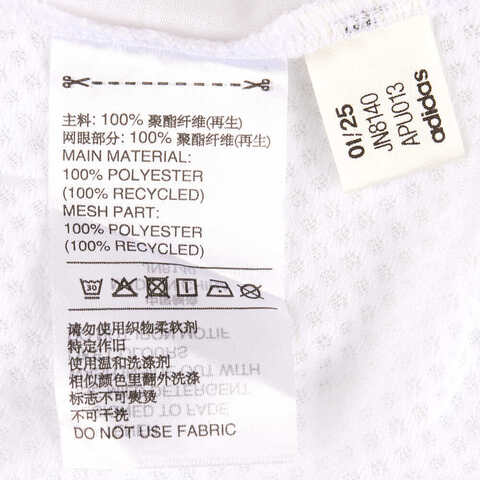 主料: 100% 聚酯纤维(再生)
网眼部分: 100% 聚酯纤维(再生)
MAIN MATERIAL:
100% POLYESTER
(100% RECYCLED)
MESH PART:
100% POLYESTER
(100% RECYCLED)
30
请勿使用织物柔软剂
特定作旧
使用温和洗涤剂
相似颜色里翻外洗涤
标志不可熨烫
不可干洗
DO NOT USE FABRIC
01/25
JN8140
APU013
adidas